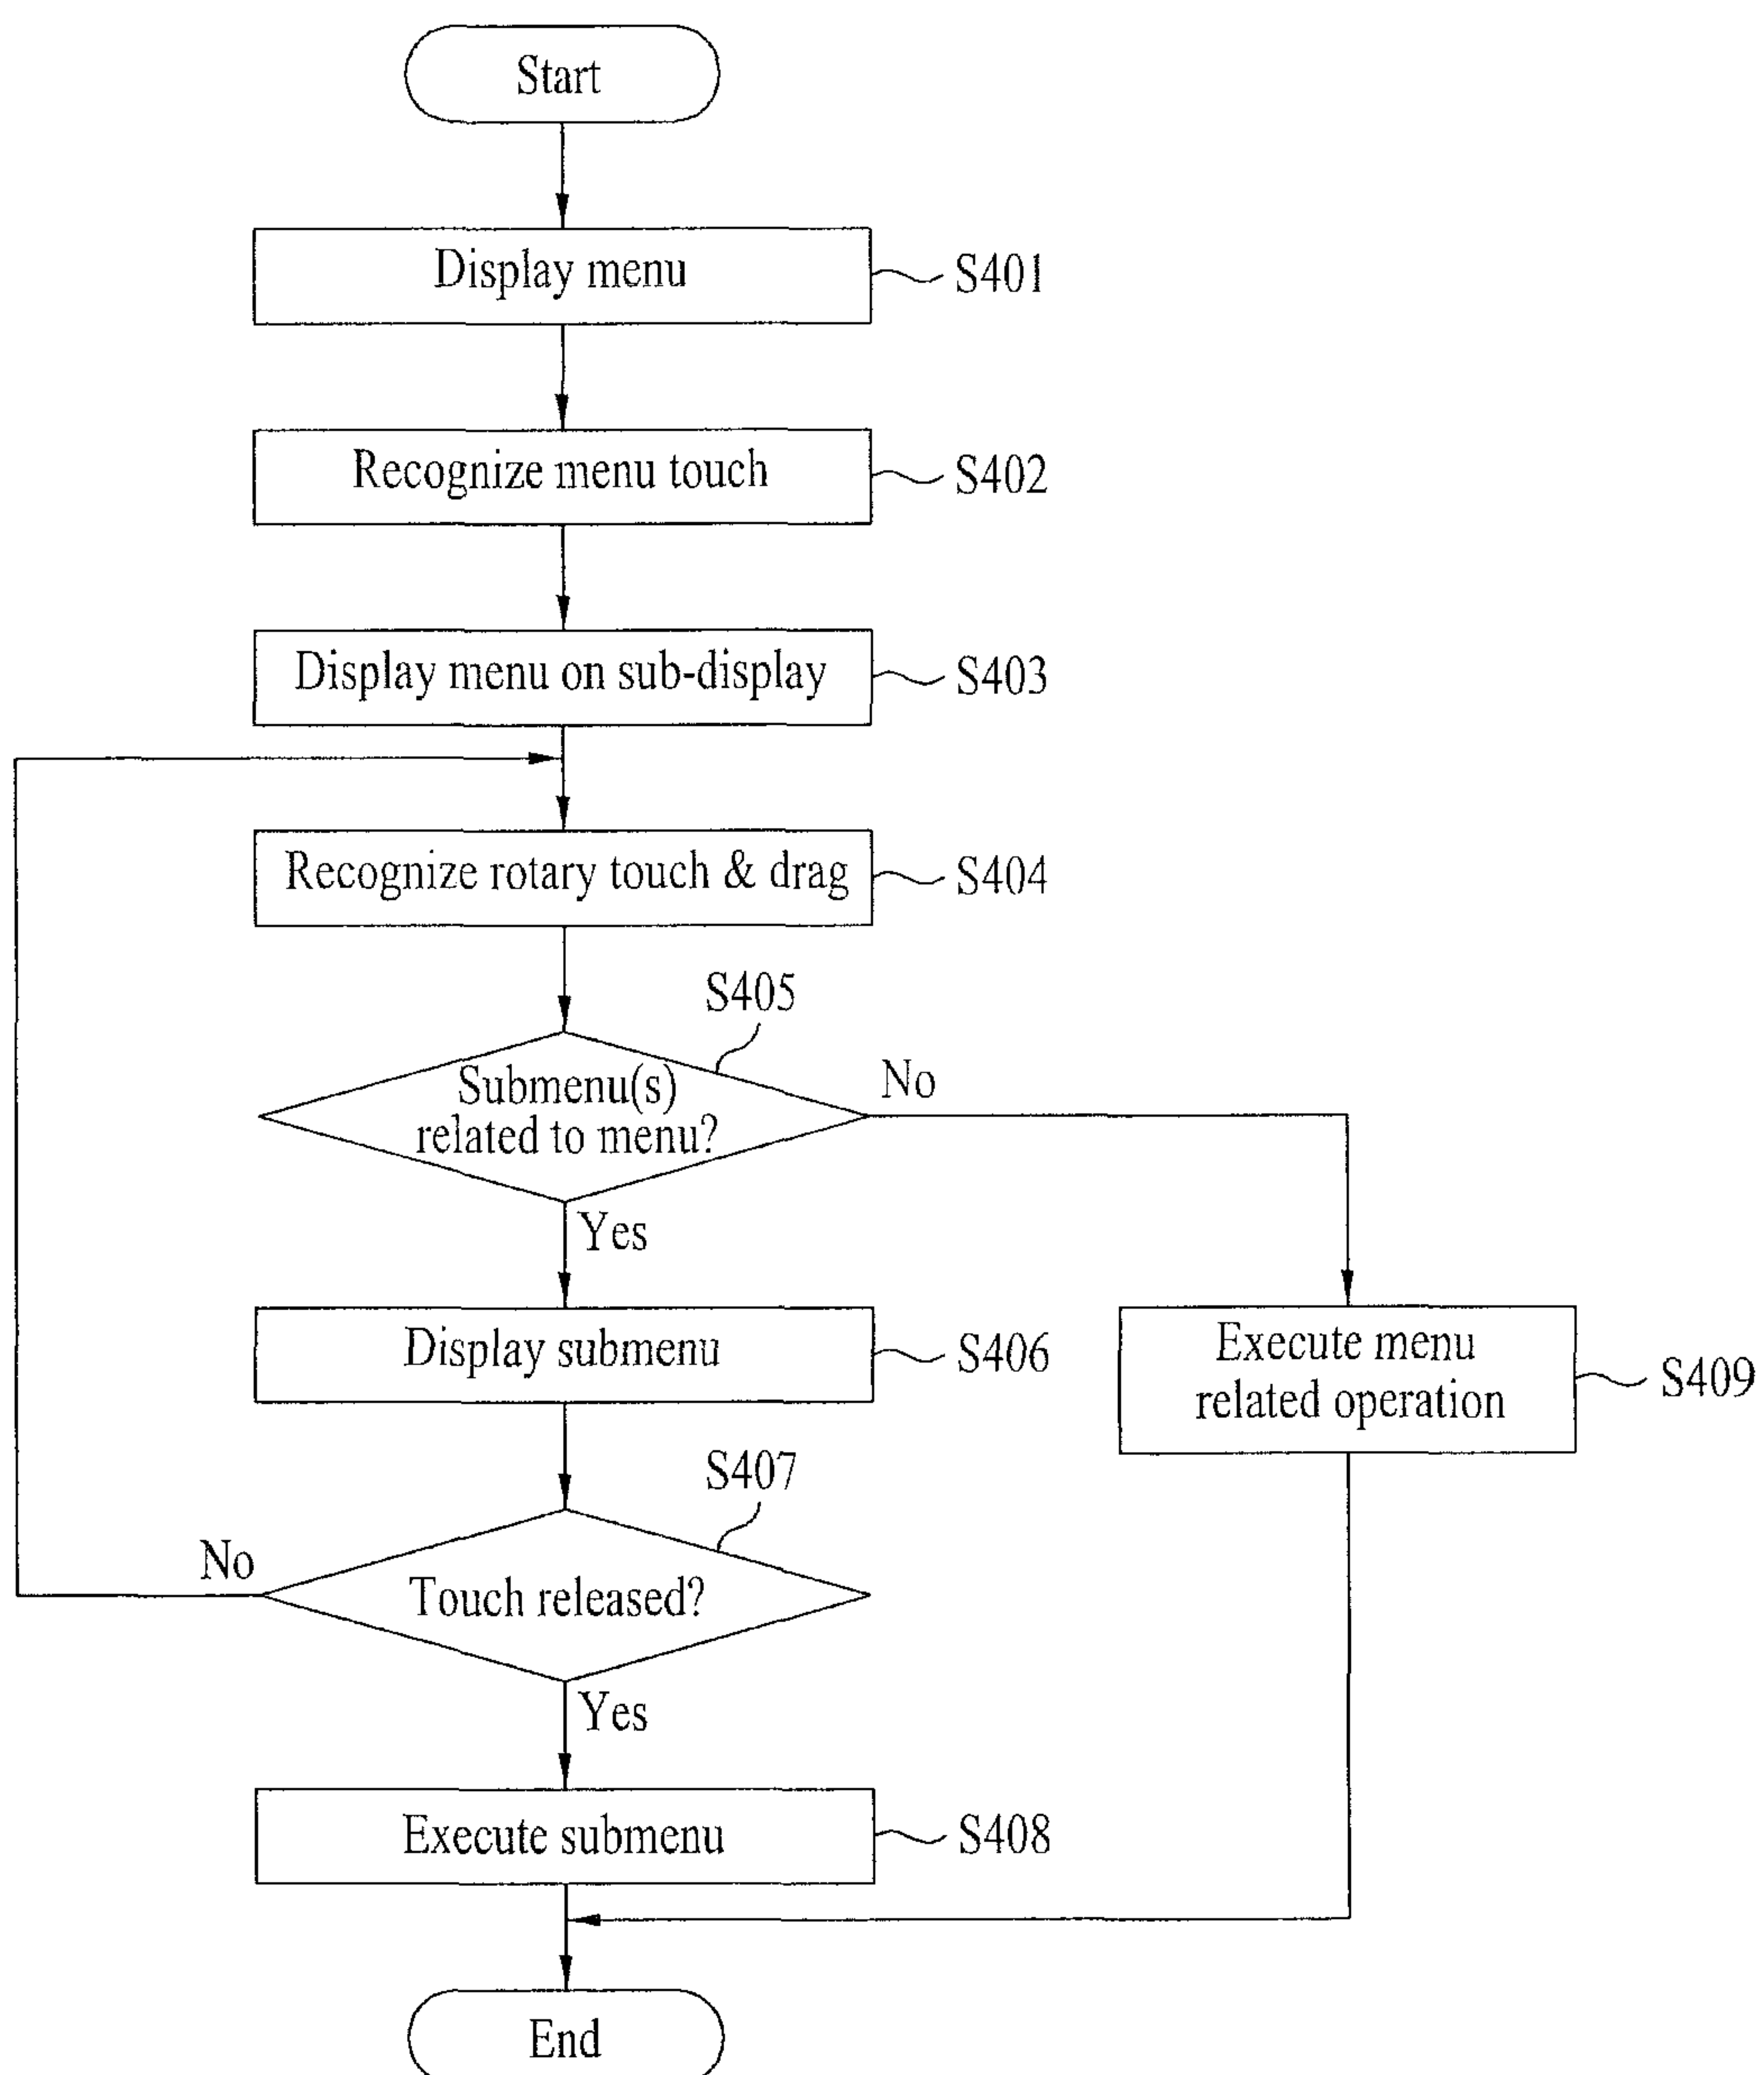 Start
Display menu
S401
Recognize menu touch
S402
Display menu on sub-display
S403
Recognize rotary touch & drag
S404
S405
Submenu(s)
related to menu?
No
Yes
Display submenu
S406
Execute menu
related operation
S409
S407
No
Touch released?
Yes
Execute submenu
S408
End